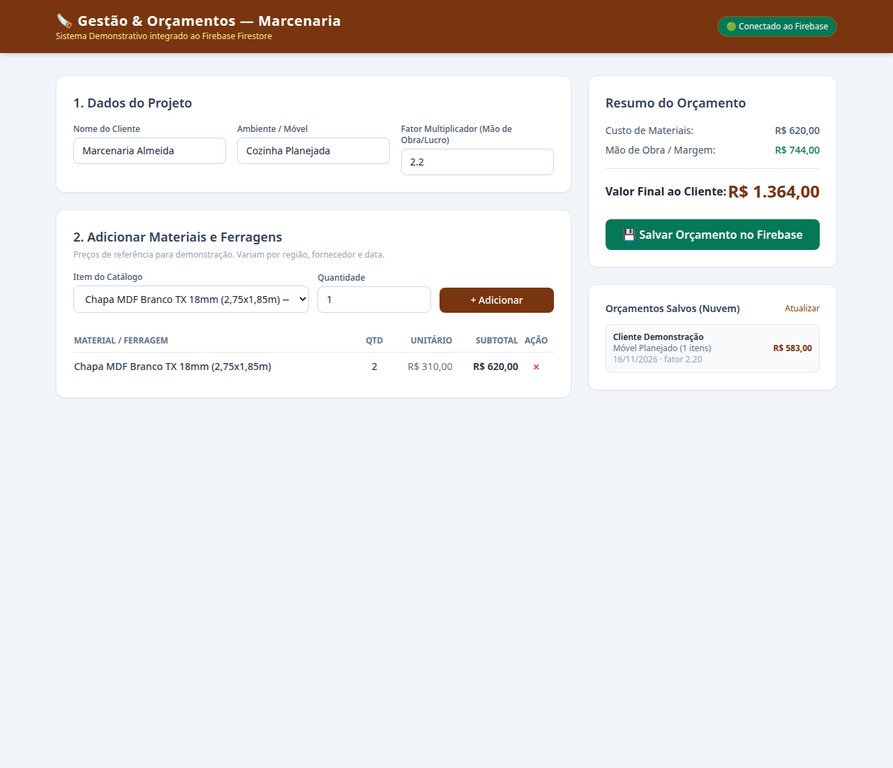 Gestão & Orçamentos — Marcenaria
Sistema Demonstrativo integrado ao Firebase Firestore
Conectado ao Firebase
1. Dados do Projeto
Nome do Cliente
Marcenaria Almeida
Ambiente / Móvel
Cozinha Planejada
Fator Multiplicador (Mão de
Obra/Lucro)
2.2
2. Adicionar Materiais e Ferragens
Preços de referência para demonstração. Variam por região, fornecedor e data.
Item do Catálogo
Chapa MDF Branco TX 18mm (2,75x1,85m) —
Quantidade
1
+ Adicionar
MATERIAL / FERRAGEM QTD UNITÁRIO SUBTOTAL AÇÃO
Chapa MDF Branco TX 18mm (2,75x1,85m) 2 R$ 310,00 R$ 620,00 ×
Resumo do Orçamento
Custo de Materiais: R$ 620,00
Mão de Obra / Margem: R$ 744,00
Valor Final ao Cliente: R$ 1.364,00
Salvar Orçamento no Firebase
Orçamentos Salvos (Nuvem) Atualizar
Cliente Demonstração
Móvel Planejado (1 itens) R$ 583,00
16/11/2026 · fator 2.20